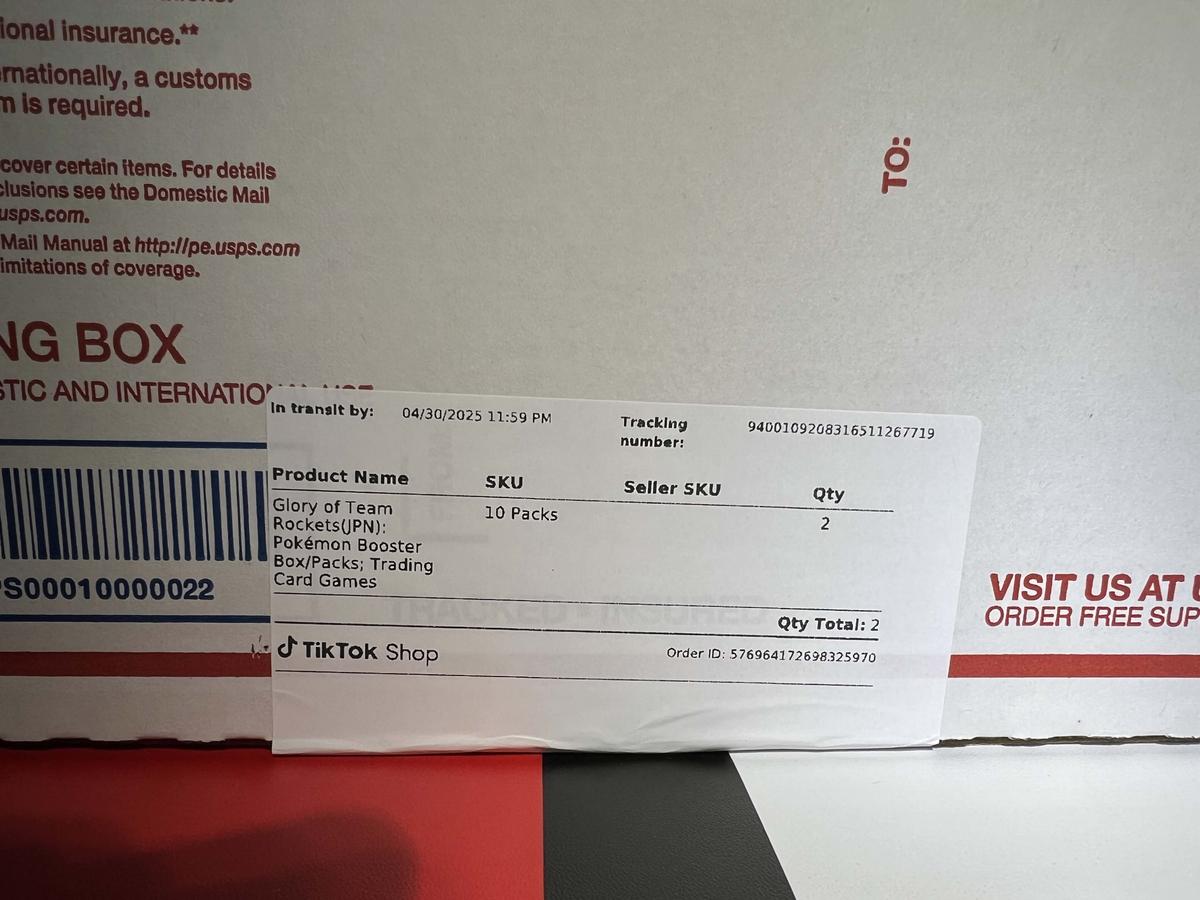 ional insurance.**
rnationally, a customs
m is required.
cover certain items. For details
clusions see the Domestic Mail
usps.com.
Mail Manual at http://pe.usps.com
imitations of coverage.
TO:
NG BOX
STIC AND INTERNATIO
PS00010000022
In transit by: 04/30/2025 11:59 PM
Tracking number: 9400109208316511267719
Product Name SKU Seller SKU Qty
Glory of Team 10 Packs 2
Rockets(JPN):
Pokémon Booster
Box/Packs; Trading
Card Games
TRACKED - INSURED
Qty Total: 2
TikTok Shop Order ID: 576964172698325970
VISIT US AT U
ORDER FREE SUP